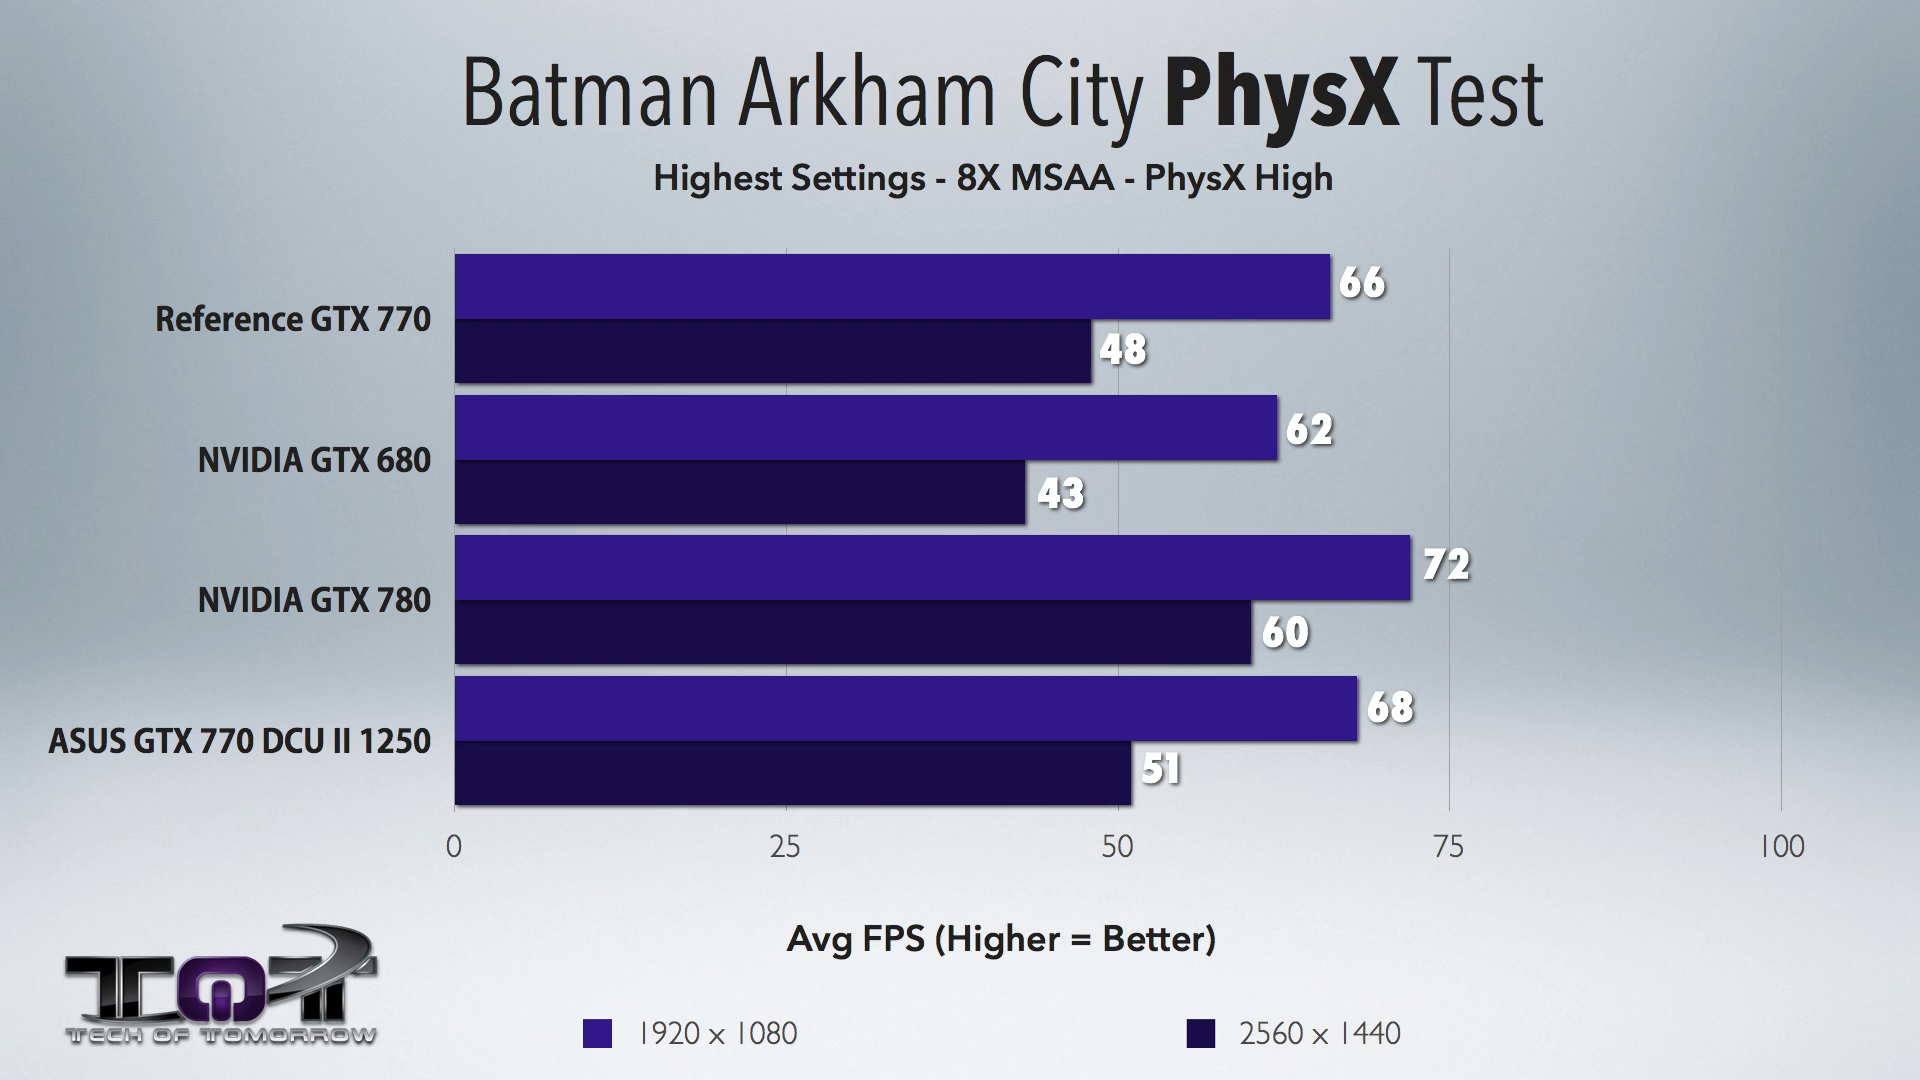 Batman Arkham City PhysX Test
Highest Settings - 8X MSAA - PhysX High
Reference GTX 770
66
48
NVIDIA GTX 680
62
43
NVIDIA GTX 780
72
60
ASUS GTX 770 DCU II 1250
68
51
0 25 50 75 100
Avg FPS (Higher = Better)
1920 x 1080 2560 x 1440
TOT
TECH OF TOMORROW